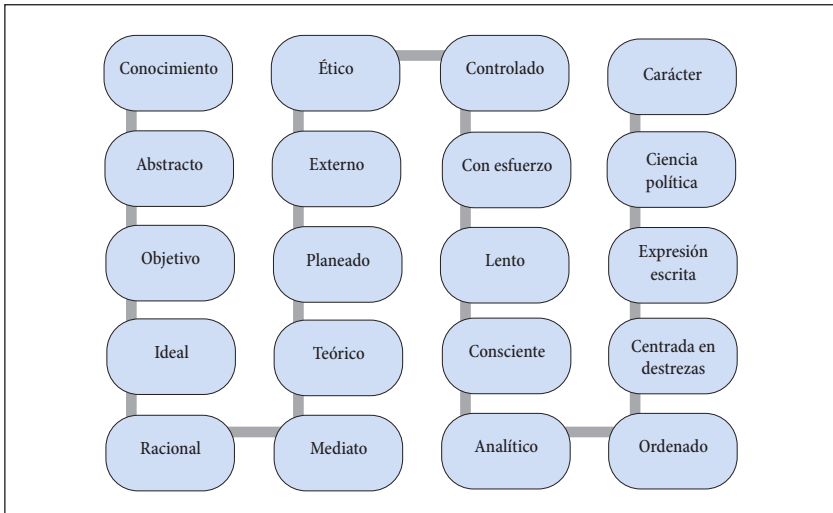 Conocimiento
Abstracto
Objetivo
Ideal
Racional
Mediato
Teórico
Planeado
Externo
Ético
Controlado
Con esfuerzo
Lento
Consciente
Analítico
Ordenado
Centrada en
destrezas
Expresión
escrita
Ciencia
política
Carácter